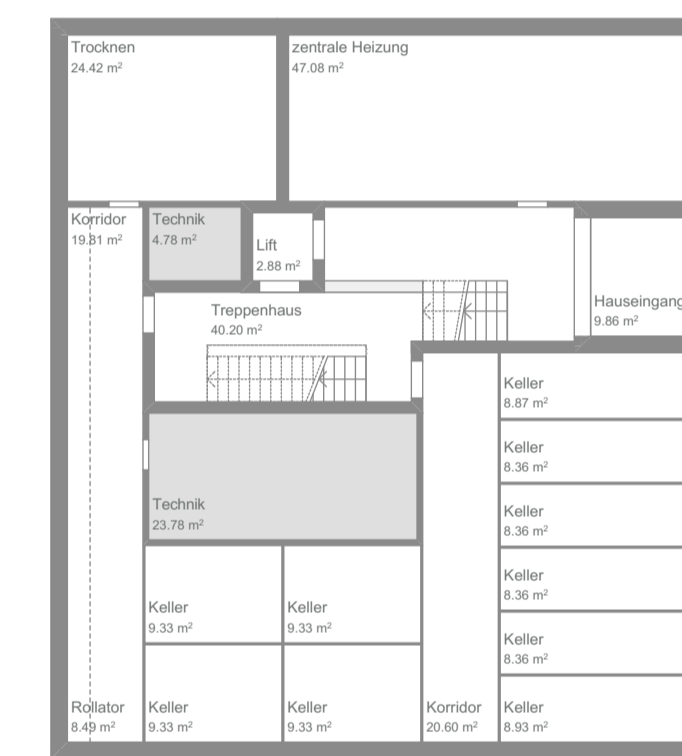 Trocknen
24.42 m²
zentrale Heizung
47.08 m²
Korridor
19.81 m²
Technik
4.78 m²
Lift
2.88 m²
Treppenhaus
40.20 m²
Hauseingang
9.86 m²
Keller
8.87 m²
Keller
8.36 m²
Technik
23.78 m²
Keller
8.36 m²
Keller
8.36 m²
Keller
9.33 m²
Keller
9.33 m²
Keller
8.36 m²
Rollator
8.49 m²
Keller
9.33 m²
Keller
9.33 m²
Korridor
20.60 m²
Keller
8.93 m²